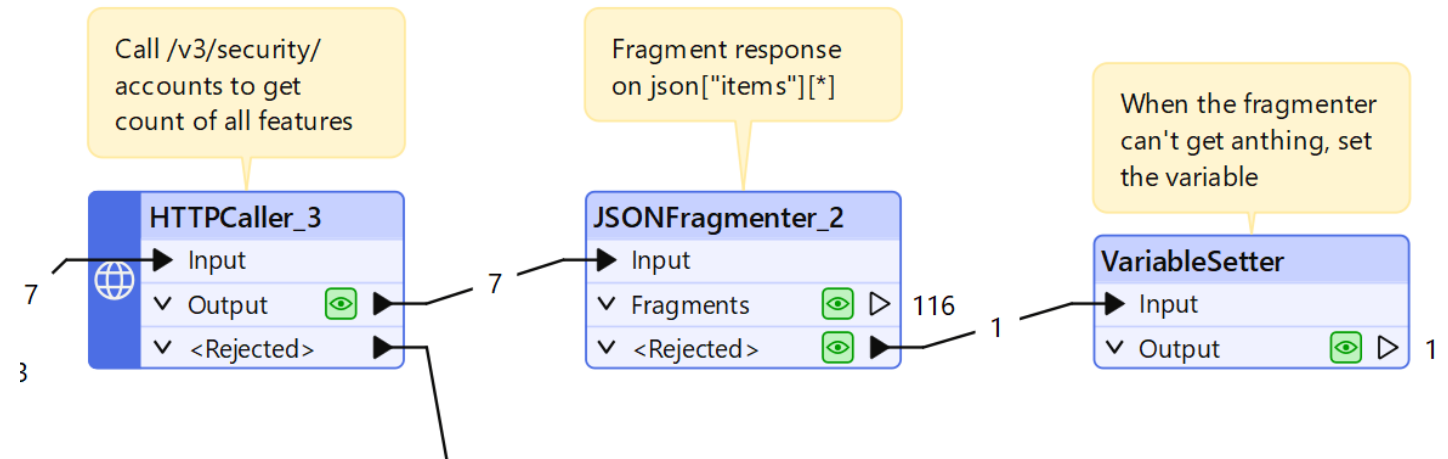 Call /v3/security/
accounts to get
count of all features
Fragment response
on json["items"][*]
When the fragmenter
can't get anthing, set
the variable
HTTPCaller_3
Input
Output
<Rejected>
7
3
7
JSONFragmenter_2
Input
Fragments
<Rejected>
116
1
VariableSetter
Input
Output
1